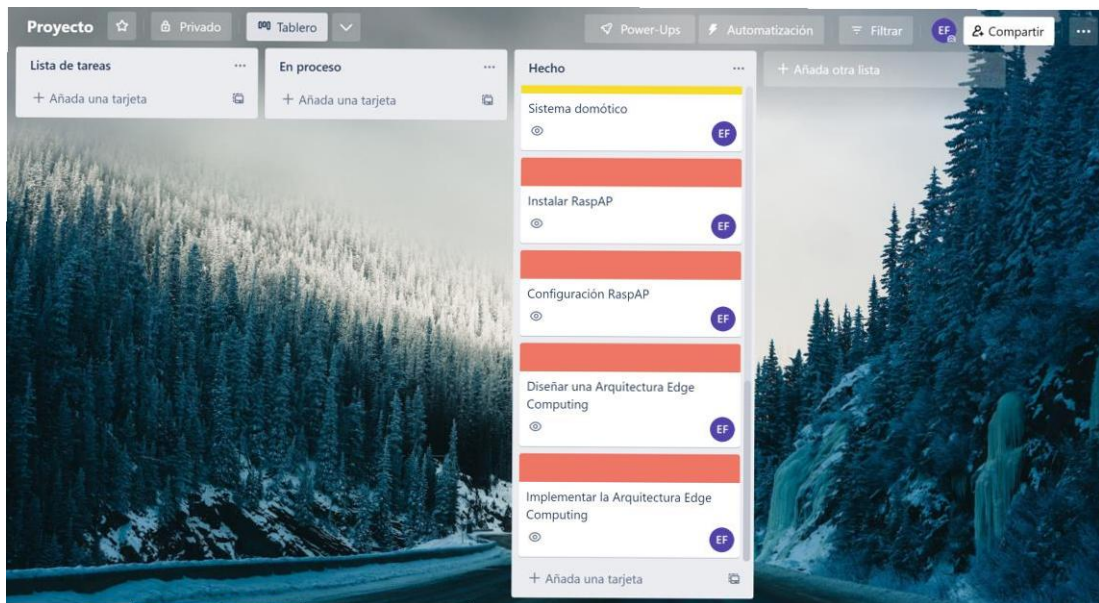 Proyecto
Privado
Tablero
Power-Ups
Automatización
Filtrar
EF
Compartir
Lista de tareas
Añada una tarjeta
En proceso
Añada una tarjeta
Hecho
Sistema domótico
EF
Instalar RaspAP
EF
Configuración RaspAP
EF
Diseñar una Arquitectura Edge
Computing
EF
Implementar la Arquitectura Edge
Computing
EF
Añada una tarjeta
Añada otra lista